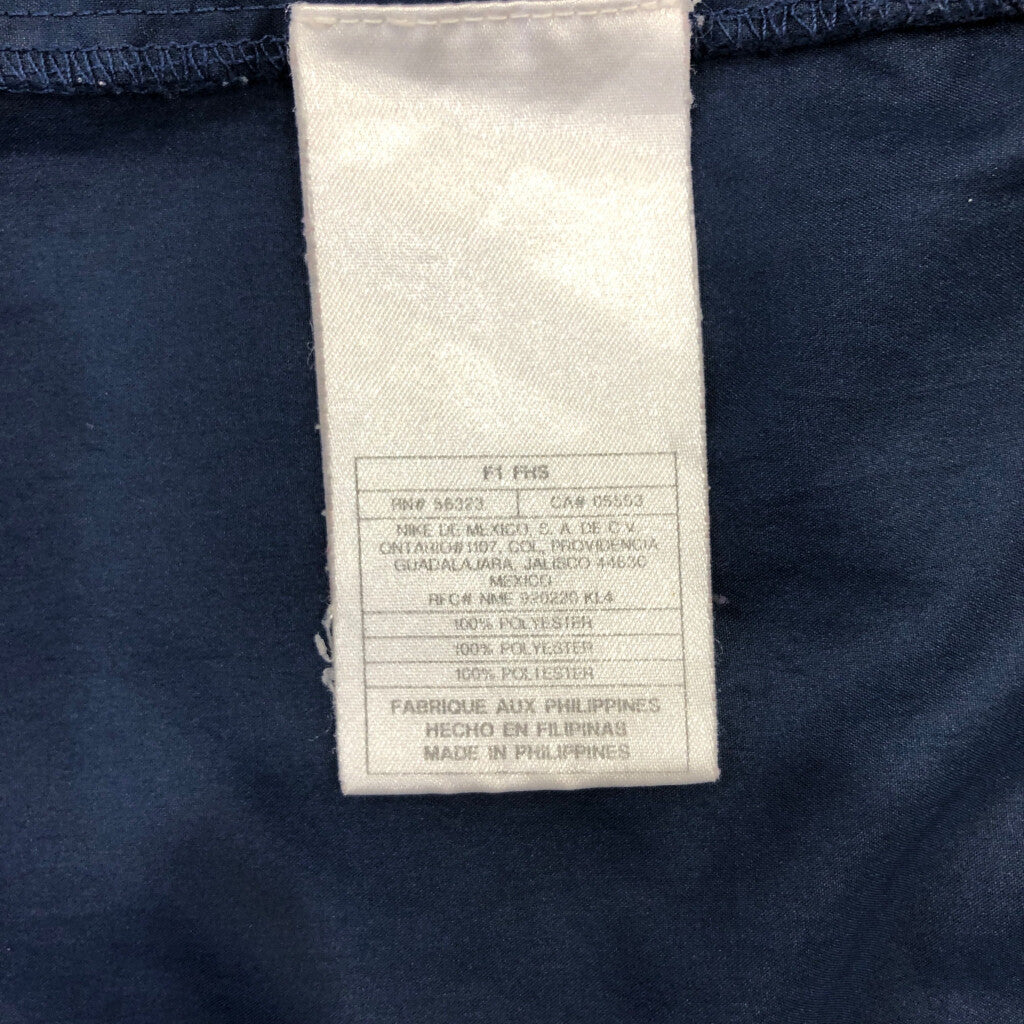 F1 FHS
RN# 56323 CA# 05553
NIKE DE MEXICO, S. A. DE C.V.
ONTARIO#1107, COL. PROVIDENCIA
GUADALAJARA, JALISCO 44630
MEXICO
RFC# NME 920220 KL4
100% POLYESTER
100% POLYESTER
100% POLYESTER
FABRIQUE AUX PHILIPPINES
HECHO EN FILIPINAS
MADE IN PHILIPPINES